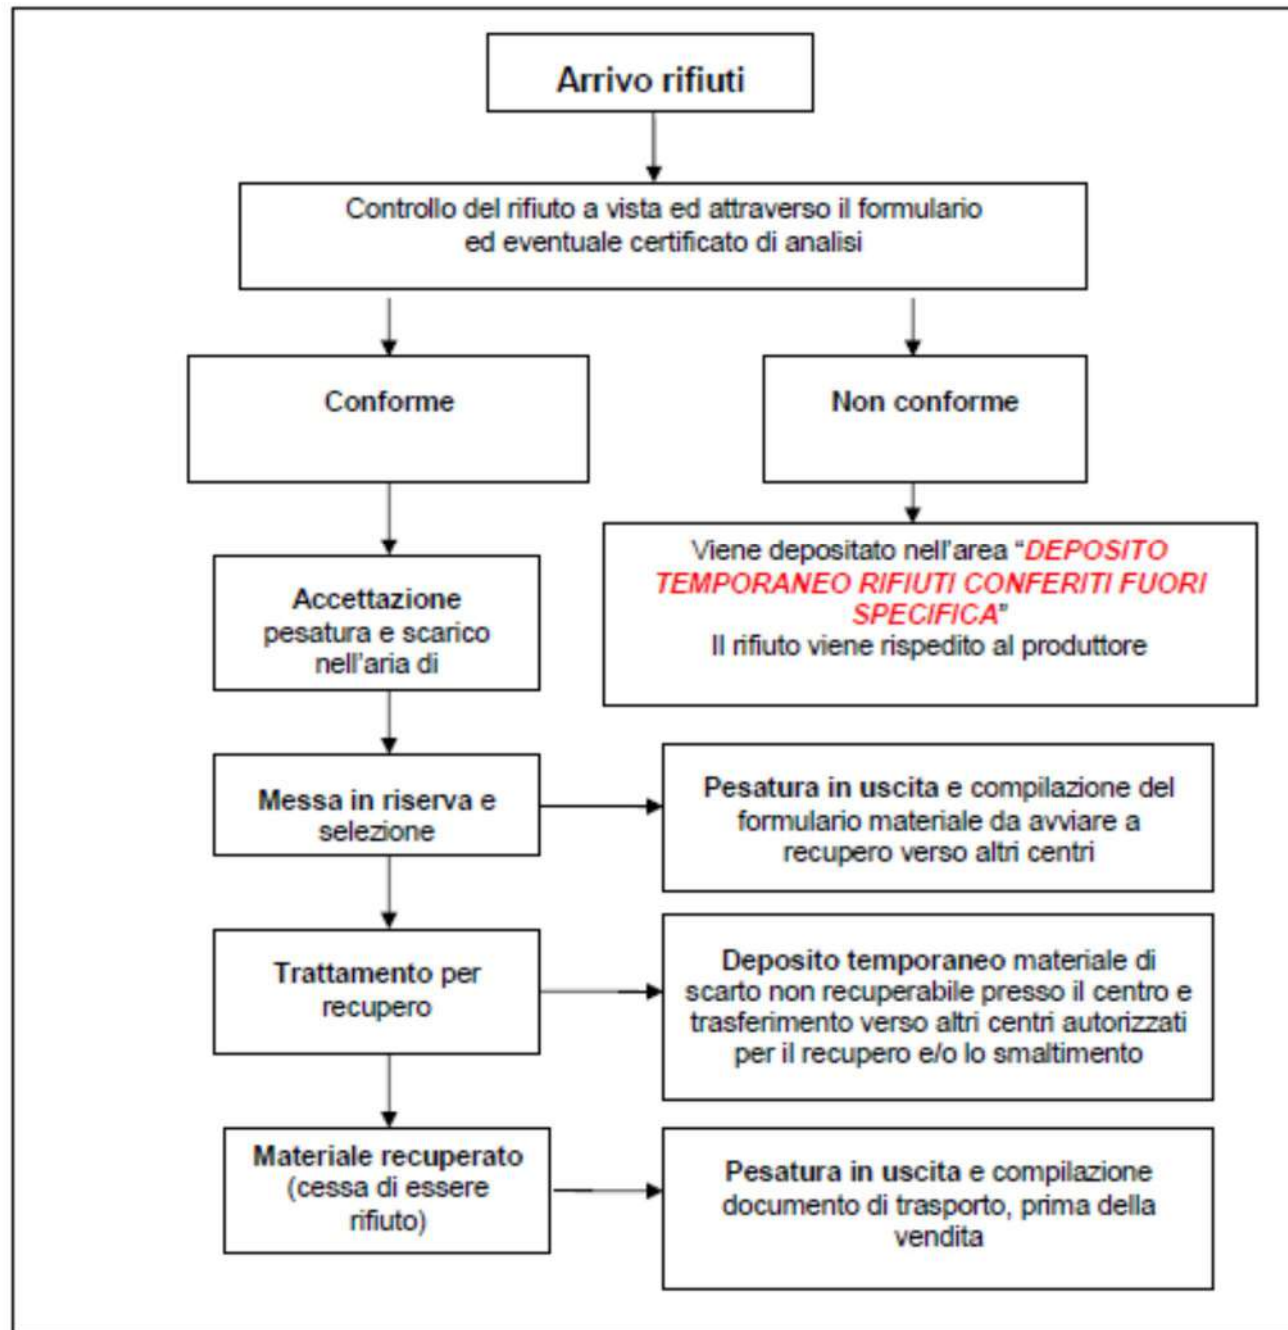 Arrivo rifiuti
Controllo del rifiuto a vista ed attraverso il formulario
ed eventuale certificato di analisi
Conforme
Non conforme
Accettazione
pesatura e scarico
nell'aria di
Viene depositato nell'area "DEPOSITO
TEMPORANEO RIFIUTI CONFERITI FUORI
SPECIFICA"
Il rifiuto viene rispedito al produttore
Messa in riserva e
selezione
Pesatura in uscita e compilazione del
formulario materiale da avviare a
recupero verso altri centri
Trattamento per
recupero
Deposito temporaneo materiale di
scarto non recuperabile presso il centro e
trasferimento verso altri centri autorizzati
per il recupero e/o lo smaltimento
Materiale recuperato
(cessa di essere
rifiuto)
Pesatura in uscita e compilazione
documento di trasporto, prima della
vendita